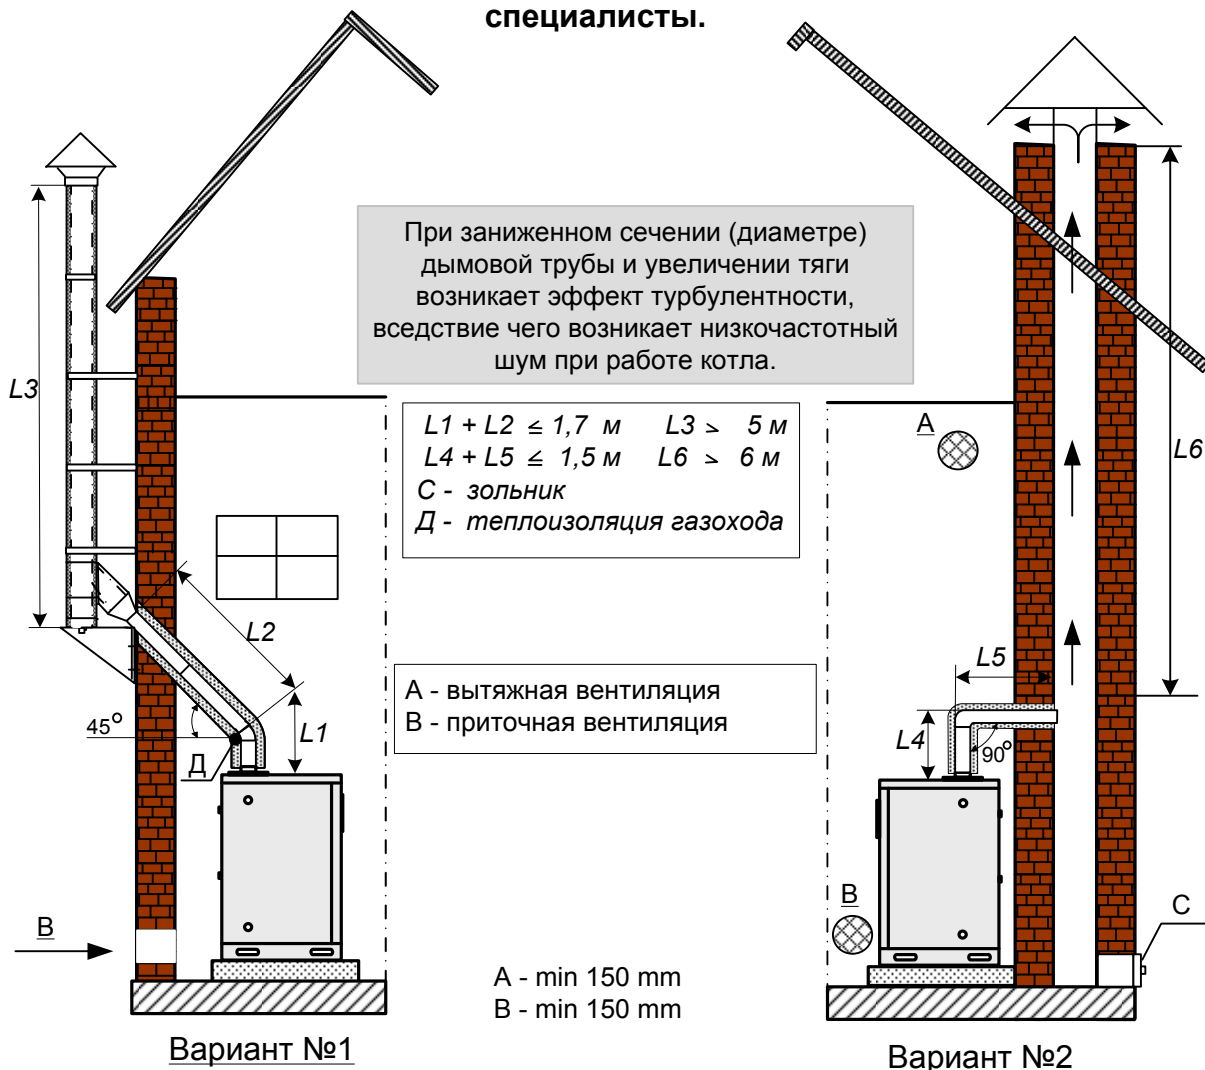 специалисты.
При заниженном сечении (диаметре)
дымовой трубы и увеличении тяги
возникает эффект турбулентности,
вседствие чего возникает низкочастотный
шум при работе котла.
L1 + L2 ≤ 1,7 м L3 > 5 м
L4 + L5 ≤ 1,5 м L6 > 6 м
С - зольник
Д - теплоизоляция газохода
А - вытяжная вентиляция
В - приточная вентиляция
L3
L2
L1
45°
Д
В
А
L6
L5
L4
90°
В
С
А - min 150 mm
В - min 150 mm
Вариант №1
Вариант №2